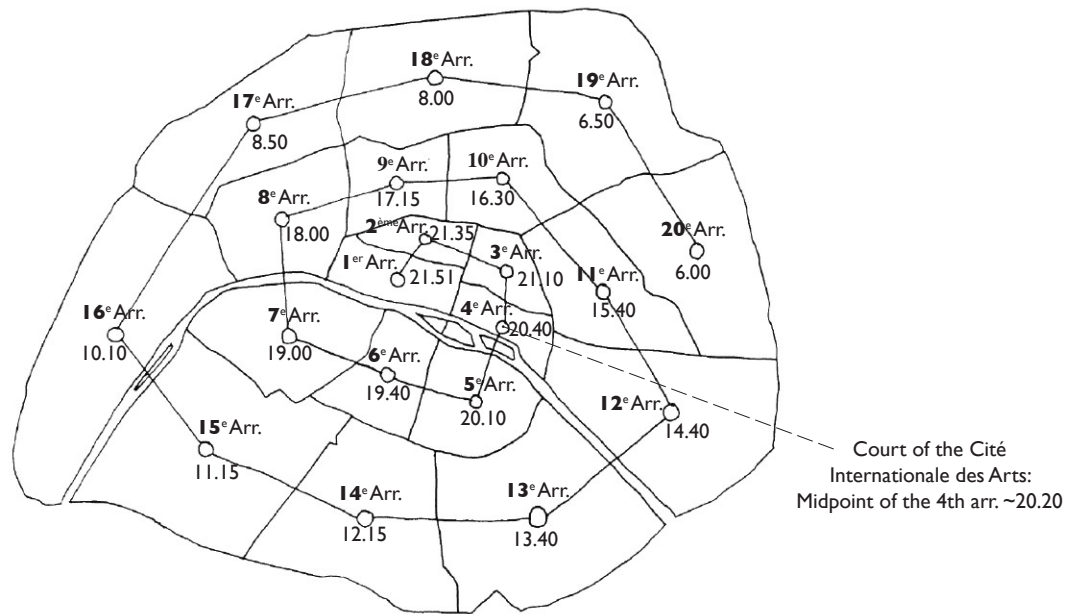 18e Arr.
8.00
19e Arr.
6.50
17e Arr.
8.50
9e Arr.
17.15
10e Arr.
16.30
8e Arr.
18.00
2ème Arr.
21.35
3e Arr.
21.10
20e Arr.
6.00
1er Arr.
21.51
11e Arr.
15.40
16e Arr.
10.10
7e Arr.
19.00
4e Arr.
20.40
6e Arr.
19.40
5e Arr.
20.10
12e Arr.
14.40
15e Arr.
11.15
14e Arr.
12.15
13e Arr.
13.40
Court of the Cité
Internationale des Arts:
Midpoint of the 4th arr. ~20.20